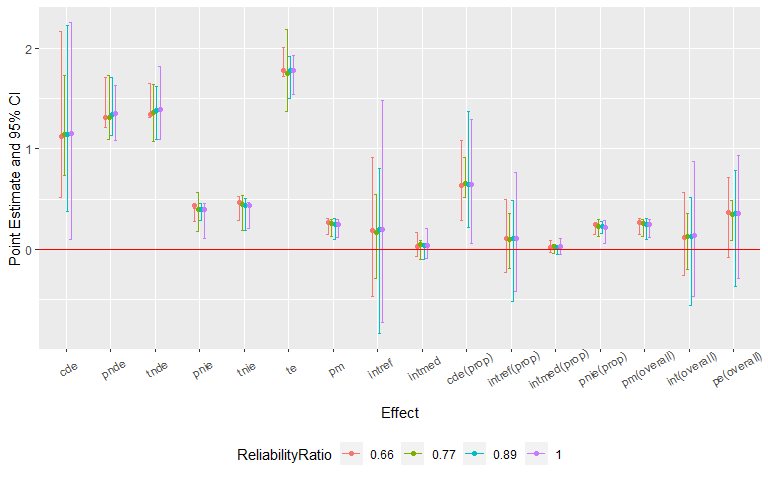 Point Estimate and 95% CI
2
1
0
cde
pnde
tnde
pnie
tnie
te
pm
intref
intmed
cde(prop)
intref(prop)
intmed(prop)
pnie(prop)
pm(overall)
int(overall)
pe(overall)
Effect
ReliabilityRatio 0.66 0.77 0.89 1